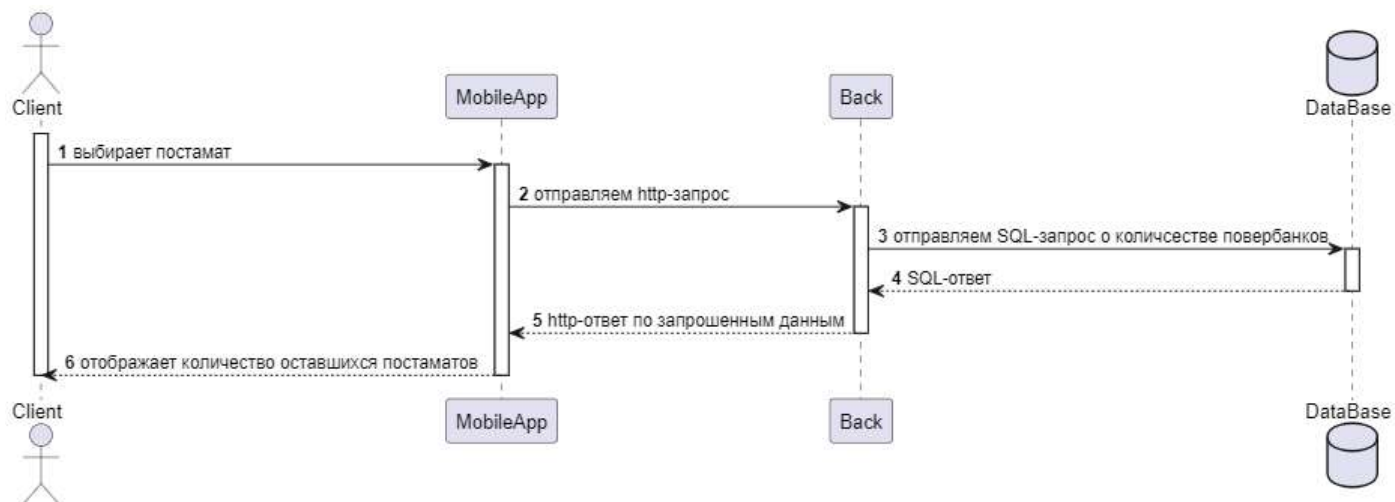 Client
MobileApp
Back
DataBase
1 выбирает постамат
2 отправляем http-запрос
3 отправляем SQL-запрос о количсестве повербанков
4 SQL-ответ
5 http-ответ по запрошенным данным
6 отображает количество оставшихся постаматов
Client
MobileApp
Back
DataBase